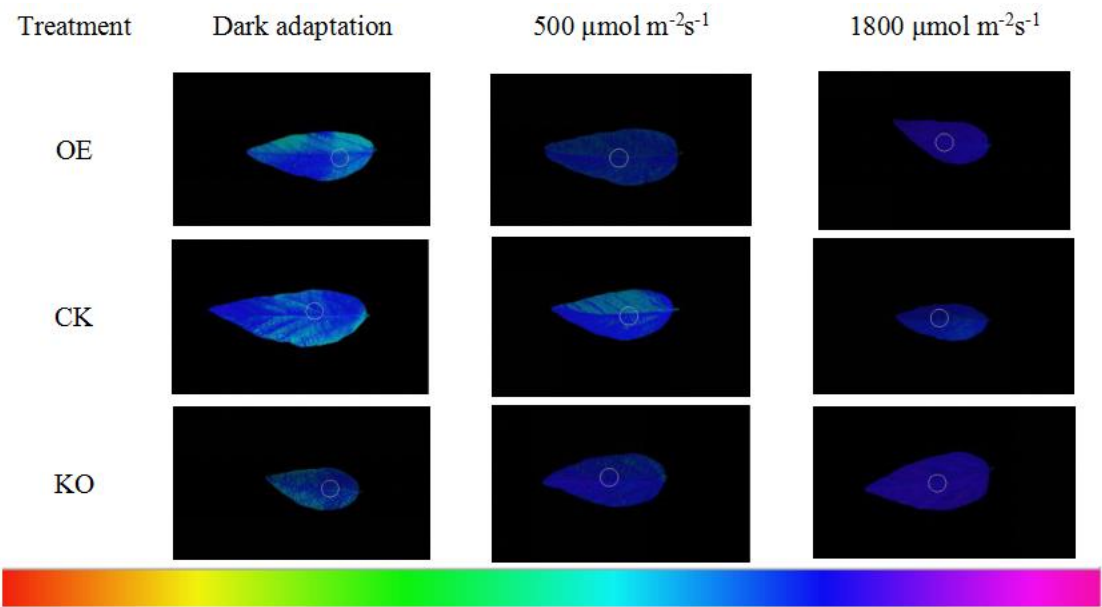 Treatment Dark adaptation 500 µmol m⁻²s⁻¹ 1800 µmol m⁻²s⁻¹
OE
CK
KO